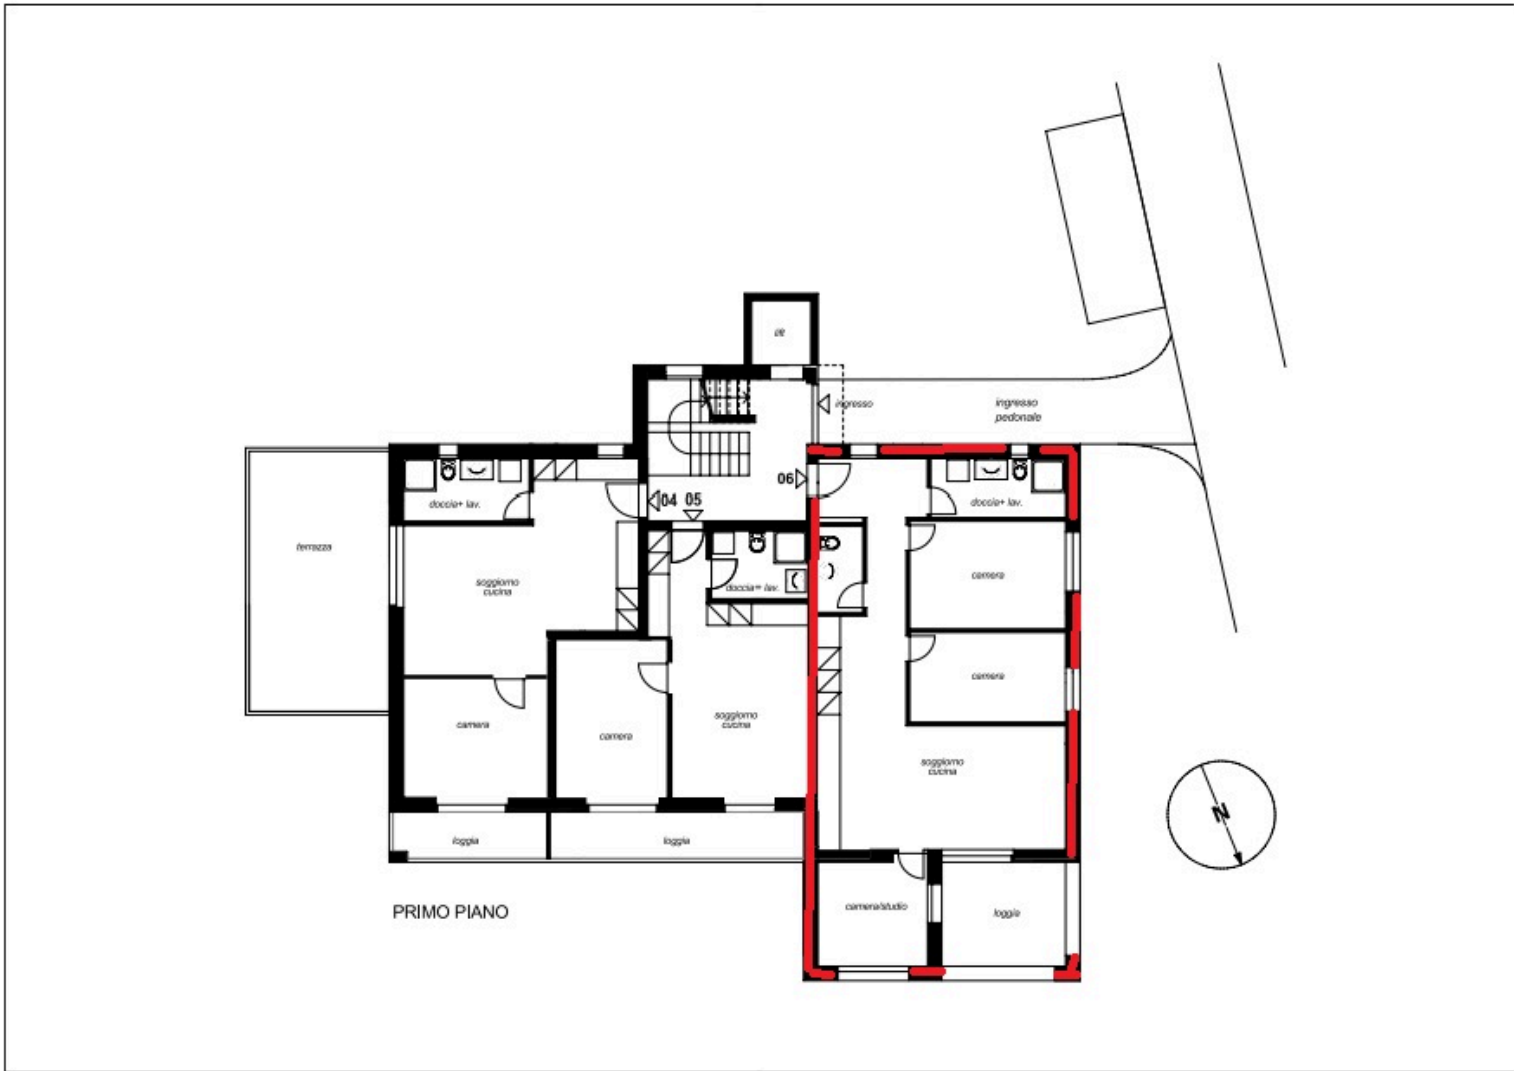 lift
ingresso
ingresso
pedonale
06
04 05
doccia+ lav.
doccia+ lav.
terrazza
soggiorno
cucina
camera
doccia+ lav.
camera
soggiorno
cucina
camera
camera
soggiorno
cucina
loggia
loggia
camera/studio
loggia
N
PRIMO PIANO